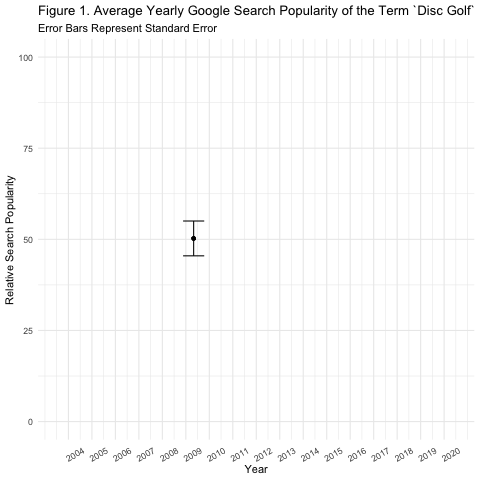 Figure 1. Average Yearly Google Search Popularity of the Term `Disc Golf`
Error Bars Represent Standard Error
Relative Search Popularity
100
75
50
25
0
2004 2005 2006 2007 2008 2009 2010 2011 2012 2013 2014 2015 2016 2017 2018 2019 2020
Year